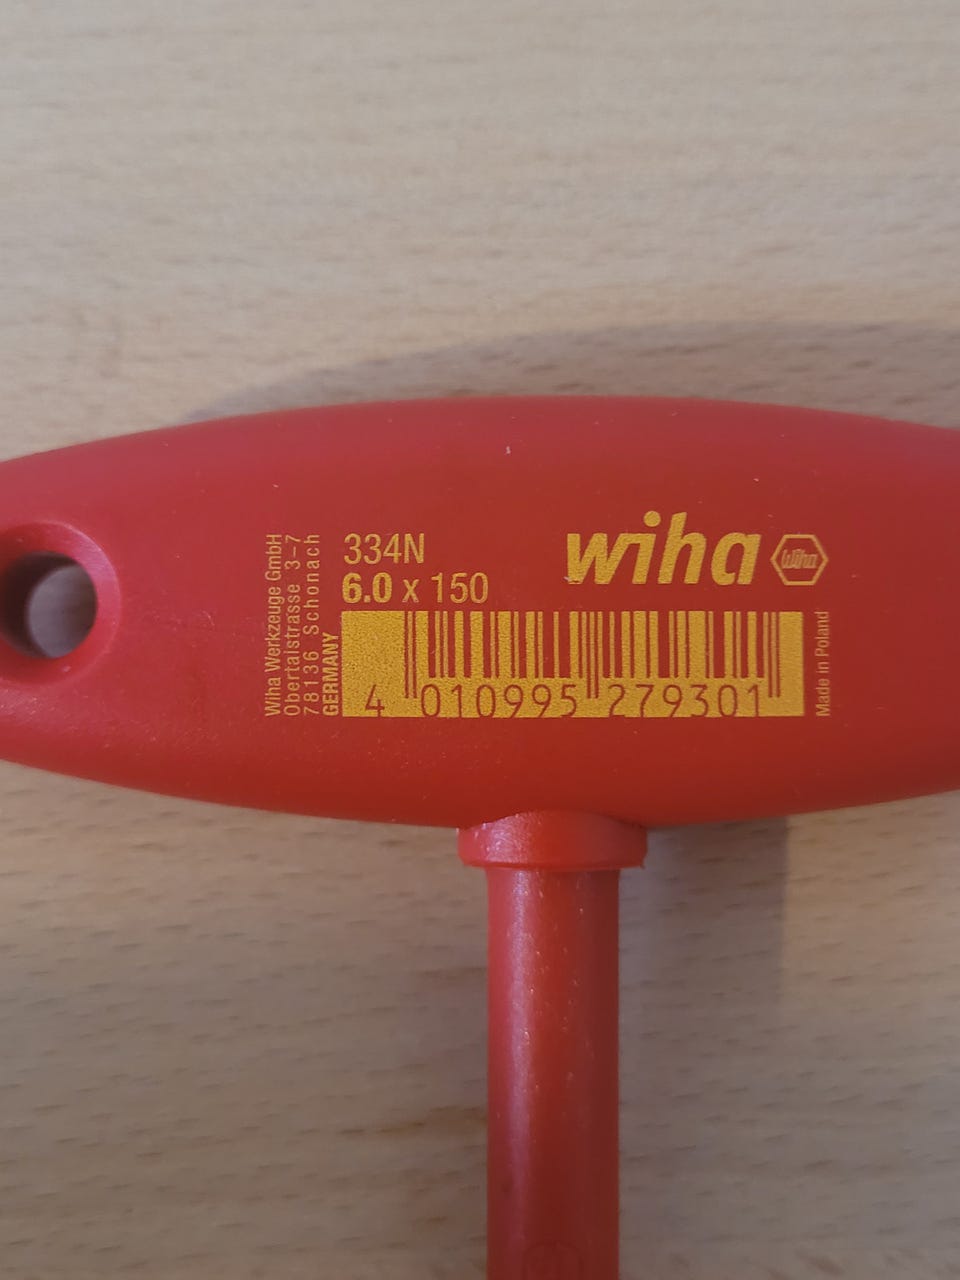 Wiha Werkzeuge GmbH
Obertalstrasse 3-7
78136 Schonach
GERMANY
334N
6.0 x 150
wiha
Wiha
4 010995 279301
Made in Poland